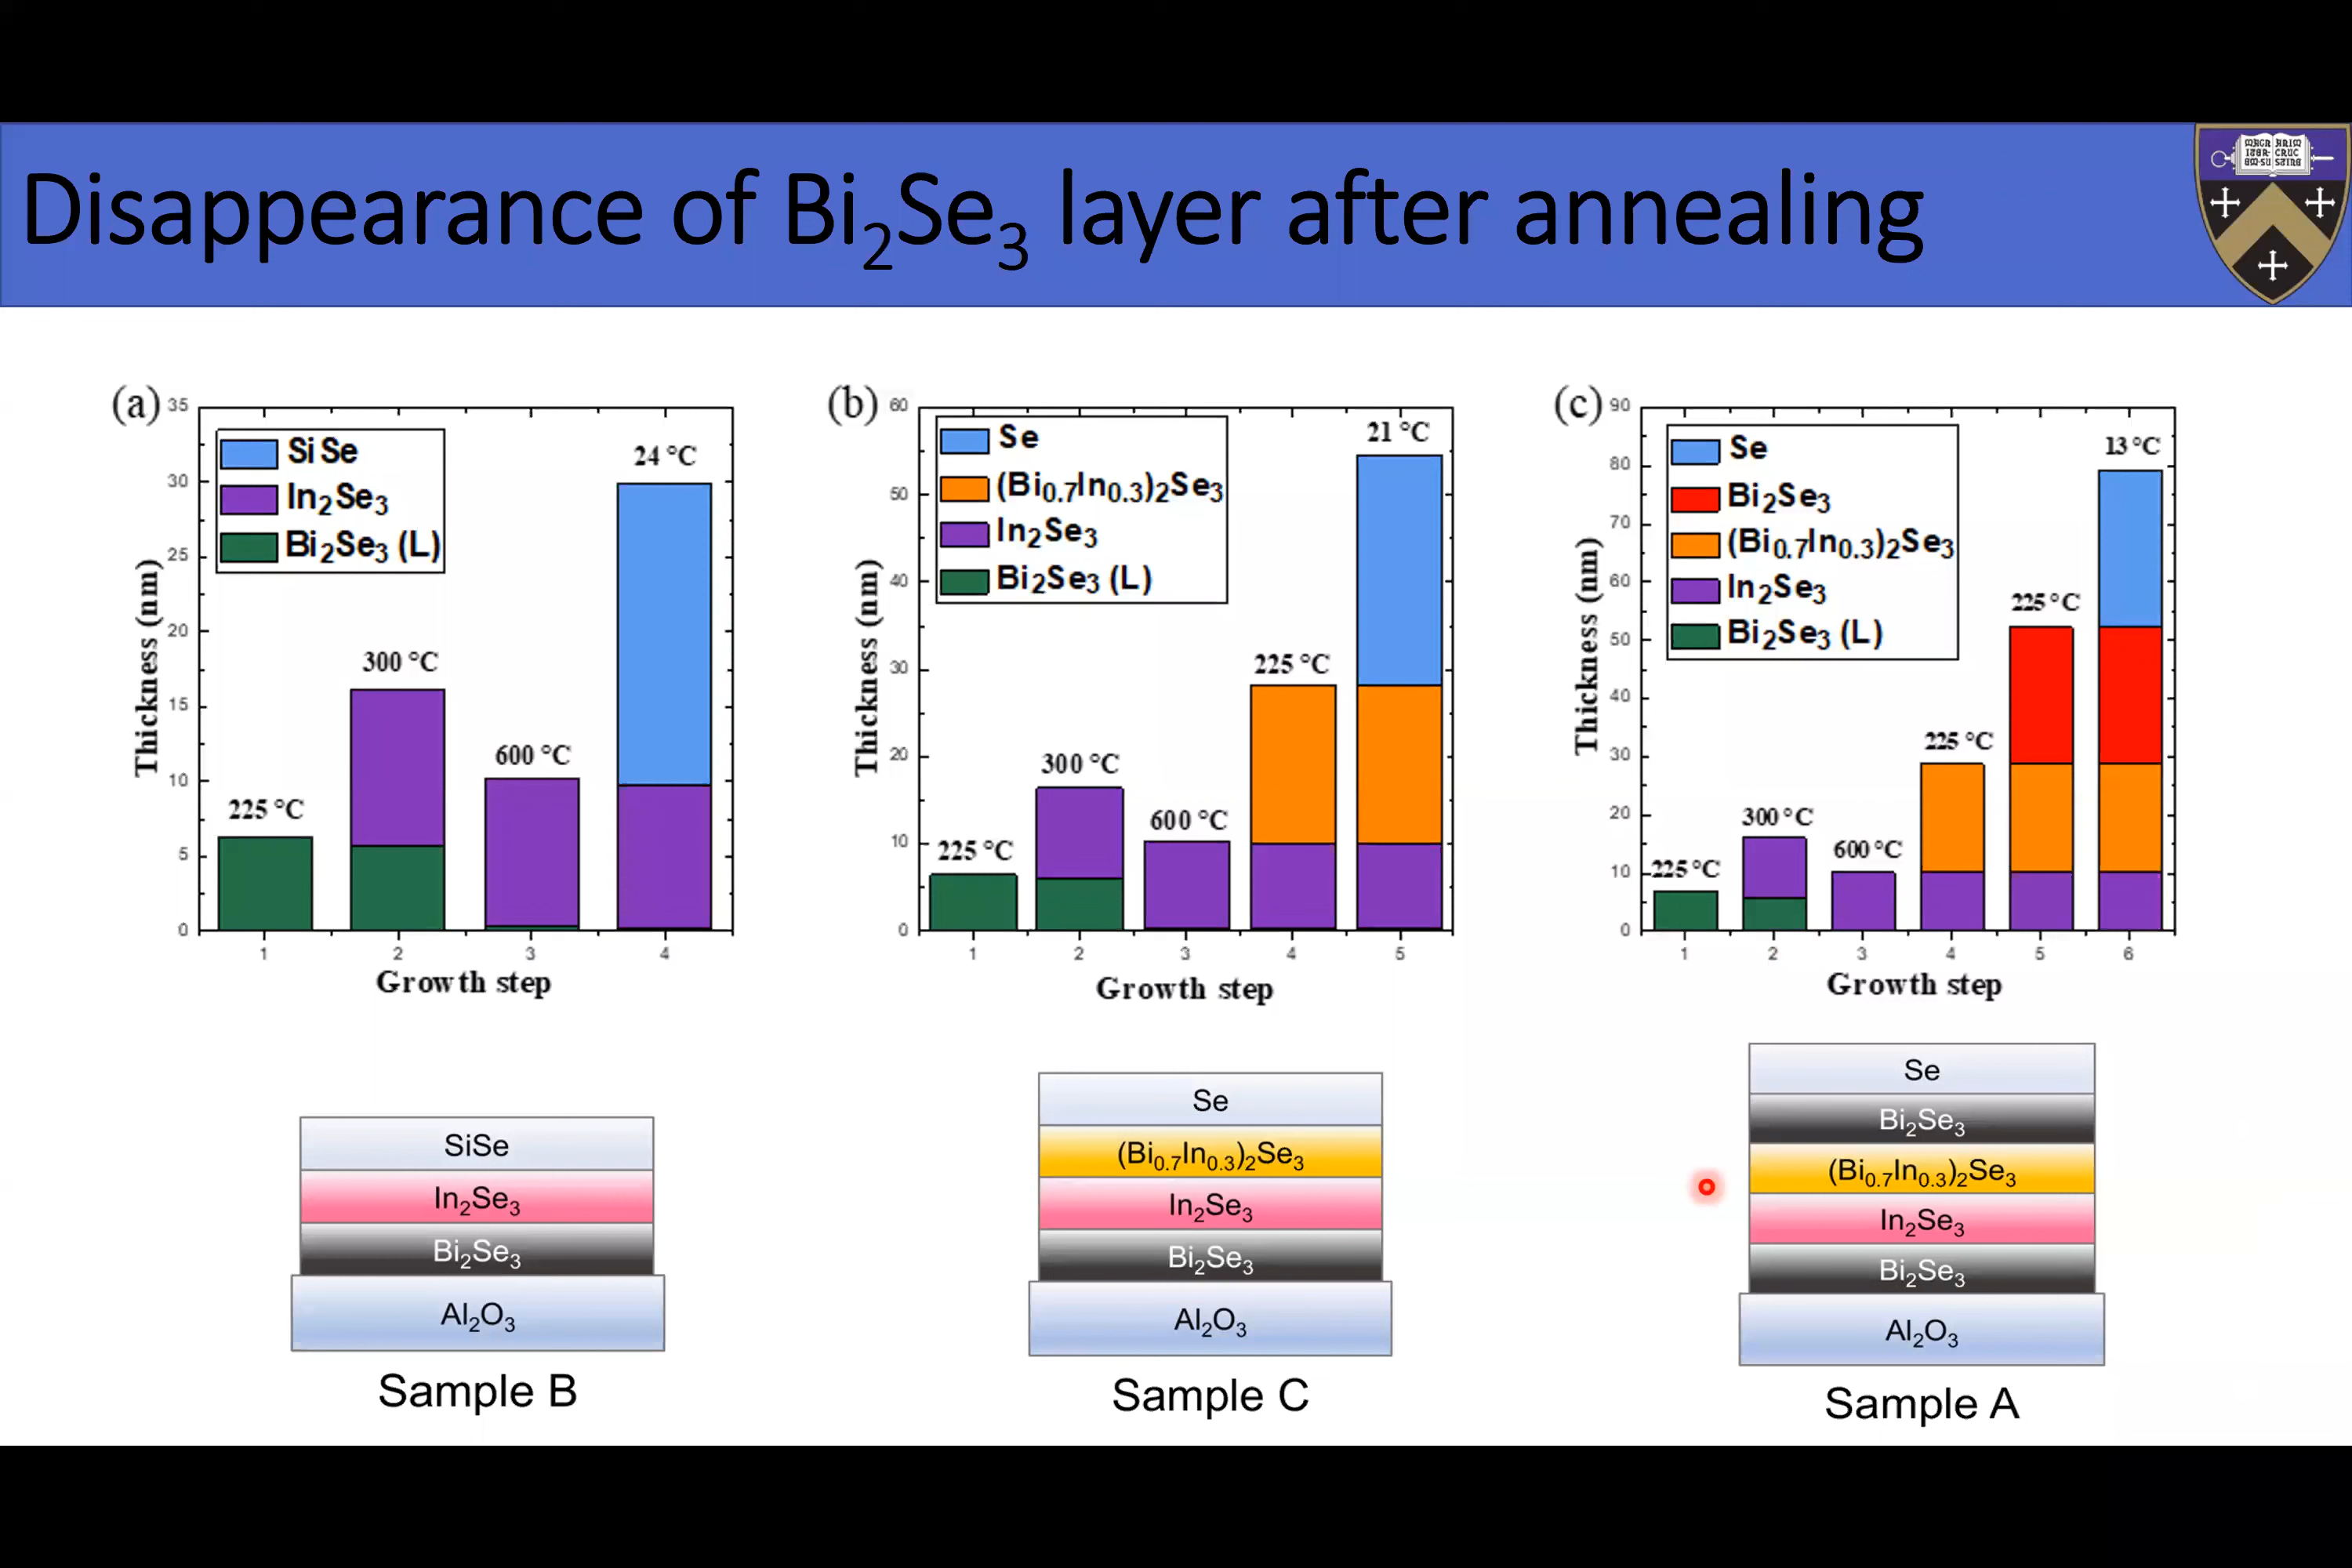 Disappearance of Bi₂Se₃ layer after annealing
(a)
35
30
25
20
15
10
5
0
Thickness (nm)
SiSe
In₂Se₃
Bi₂Se₃ (L)
225 °C
300 °C
600 °C
24 °C
1 2 3 4
Growth step
(b)
60
50
40
30
20
10
0
Thickness (nm)
Se
(Bi₀.₇In₀.₃)₂Se₃
In₂Se₃
Bi₂Se₃ (L)
225 °C
300 °C
600 °C
225 °C
21 °C
1 2 3 4 5
Growth step
(c)
90
80
70
60
50
40
30
20
10
0
Thickness (nm)
Se
Bi₂Se₃
(Bi₀.₇In₀.₃)₂Se₃
In₂Se₃
Bi₂Se₃ (L)
225 °C
300 °C
600 °C
225 °C
225 °C
13 °C
1 2 3 4 5 6
Growth step
SiSe
In₂Se₃
Bi₂Se₃
Al₂O₃
Sample B
Se
(Bi₀.₇In₀.₃)₂Se₃
In₂Se₃
Bi₂Se₃
Al₂O₃
Sample C
Se
Bi₂Se₃
(Bi₀.₇In₀.₃)₂Se₃
In₂Se₃
Bi₂Se₃
Al₂O₃
Sample A